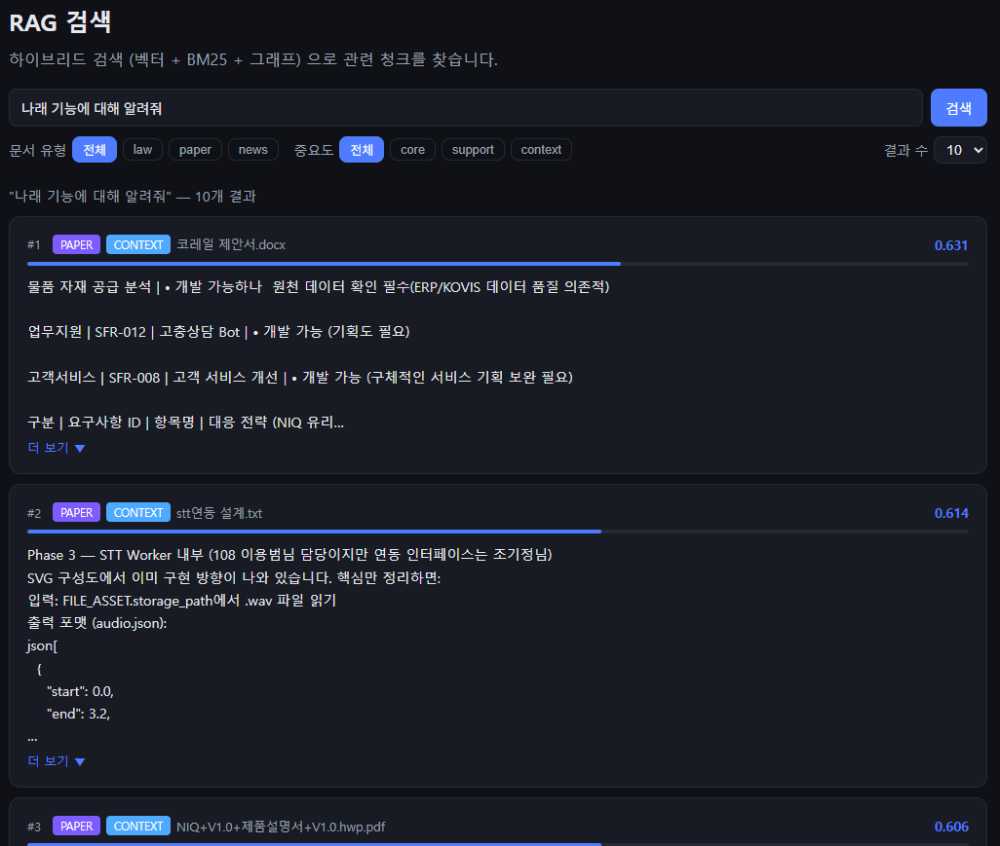 RAG 검색
하이브리드 검색 (벡터 + BM25 + 그래프) 으로 관련 청크를 찾습니다.
나래 기능에 대해 알려줘
검색
문서 유형 전체 law paper news 중요도 전체 core support context 결과 수 10
"나래 기능에 대해 알려줘" — 10개 결과
#1 PAPER CONTEXT 코레일 제안서.docx 0.631
물품 자재 공급 분석 | • 개발 가능하나 원천 데이터 확인 필수(ERP/KOVIS 데이터 품질 의존적)
업무지원 | SFR-012 | 고충상담 Bot | • 개발 가능 (기획도 필요)
고객서비스 | SFR-008 | 고객 서비스 개선 | • 개발 가능 (구체적인 서비스 기획 보완 필요)
구분 | 요구사항 ID | 항목명 | 대응 전략 (NIQ 유리...
더 보기 ▼
#2 PAPER CONTEXT stt연동 설계.txt 0.614
Phase 3 — STT Worker 내부 (108 이용범님 담당이지만 연동 인터페이스는 조기정님)
SVG 구성도에서 이미 구현 방향이 나와 있습니다. 핵심만 정리하면:
입력: FILE_ASSET.storage_path에서 .wav 파일 읽기
출력 포맷 (audio.json):
json[
{
"start": 0.0,
"end": 3.2,
...
더 보기 ▼
#3 PAPER CONTEXT NIQ+V1.0+제품설명서+V1.0.hwp.pdf 0.606